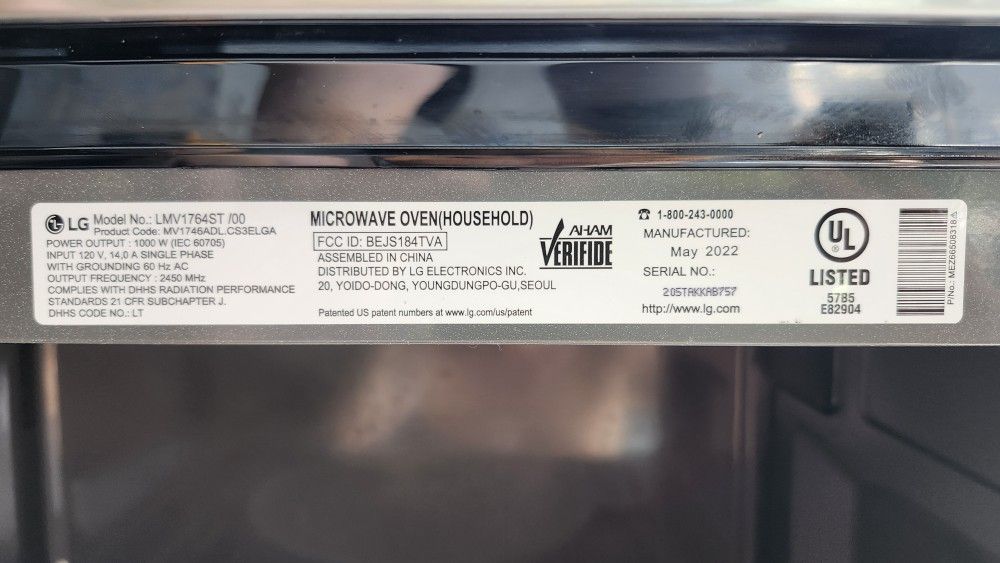 LG Model No.: LMV1764ST /00
Product Code: MV1746ADL.CS3ELGA
POWER OUTPUT : 1000 W (IEC 60705)
INPUT 120 V, 14.0 A SINGLE PHASE
WITH GROUNDING 60 Hz AC
OUTPUT FREQUENCY : 2450 MHz
COMPLIES WITH DHHS RADIATION PERFORMANCE
STANDARDS 21 CFR SUBCHAPTER J.
DHHS CODE NO.: LT
MICROWAVE OVEN(HOUSEHOLD)
FCC ID: BEJS184TVA
ASSEMBLED IN CHINA
DISTRIBUTED BY LG ELECTRONICS INC.
20, YOIDO-DONG, YOUNGDUNGPO-GU,SEOUL
Patented US patent numbers at www.lg.com/us/patent
AHAM
VERIFIDE
☎ 1-800-243-0000
MANUFACTURED:
May 2022
SERIAL NO.:
205TAKKAB757
http://www.lg.com
UL
®
LISTED
5785
E82904
P/No.: MEZ66506318